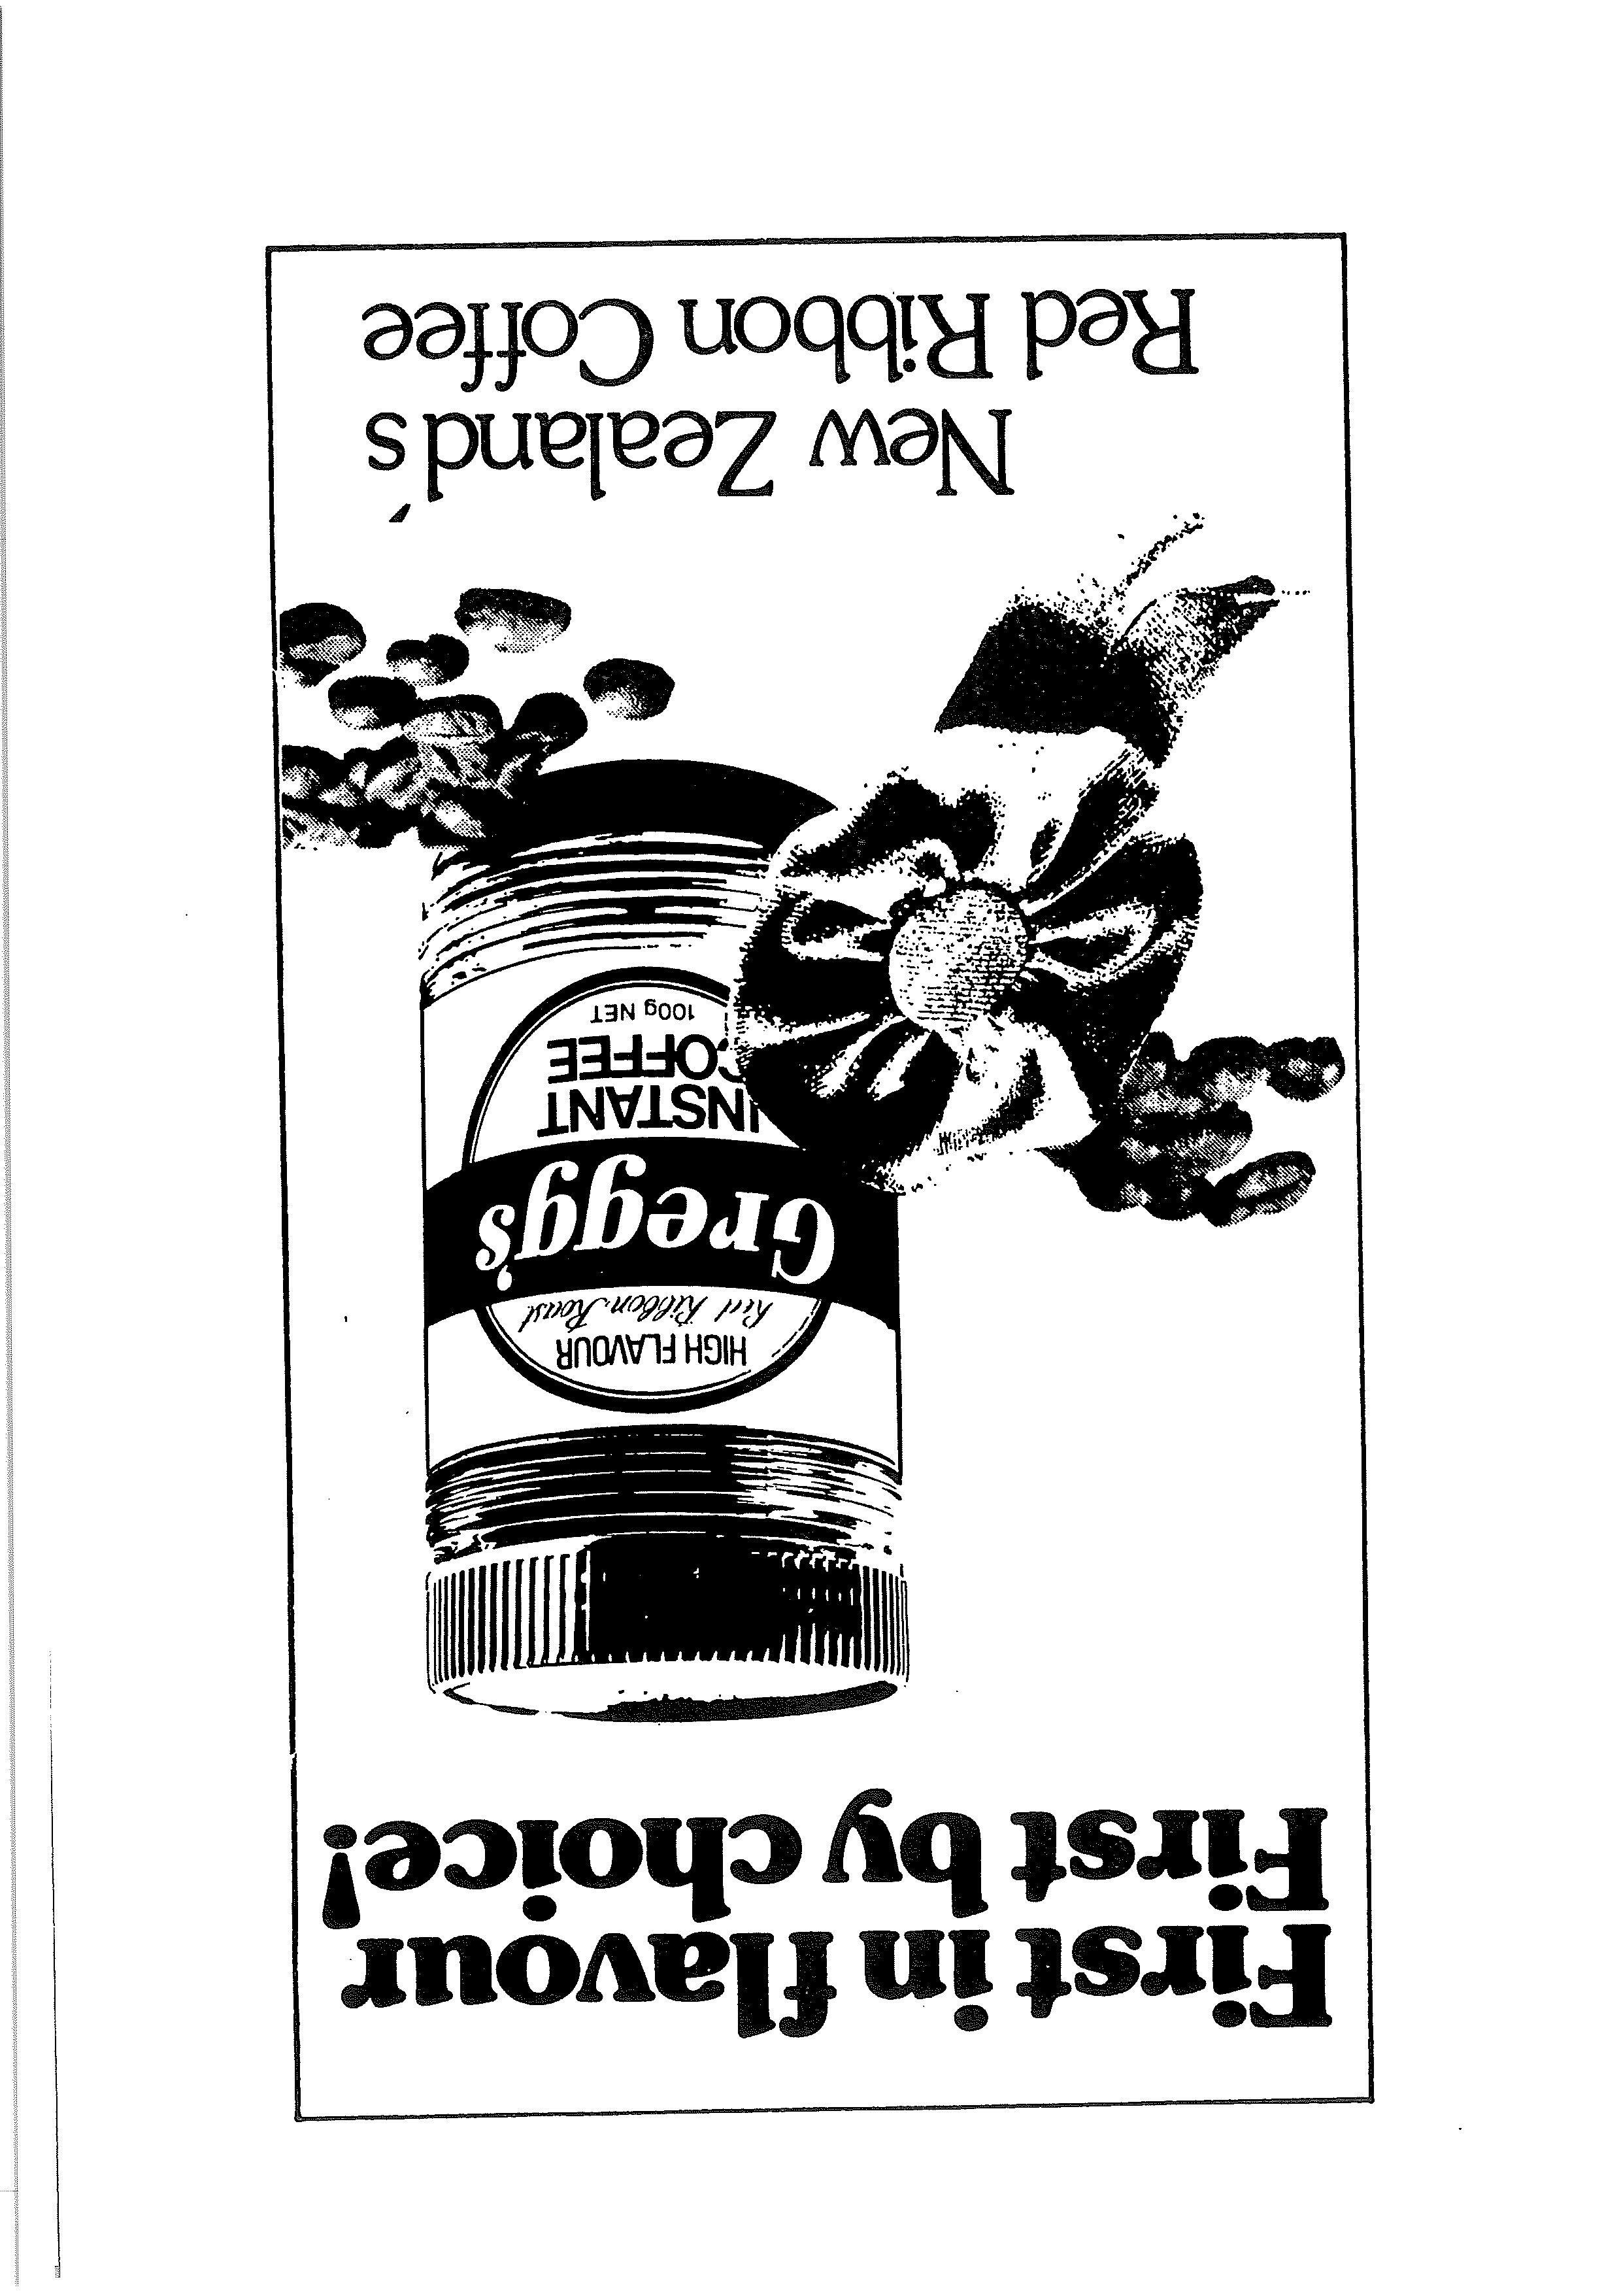 First in flavour
First by choice!
HIGH FLAVOUR
Red Ribbon Roast
Gregg's
INSTANT
COFFEE
100g NET
New Zealand's
Red Ribbon Coffee